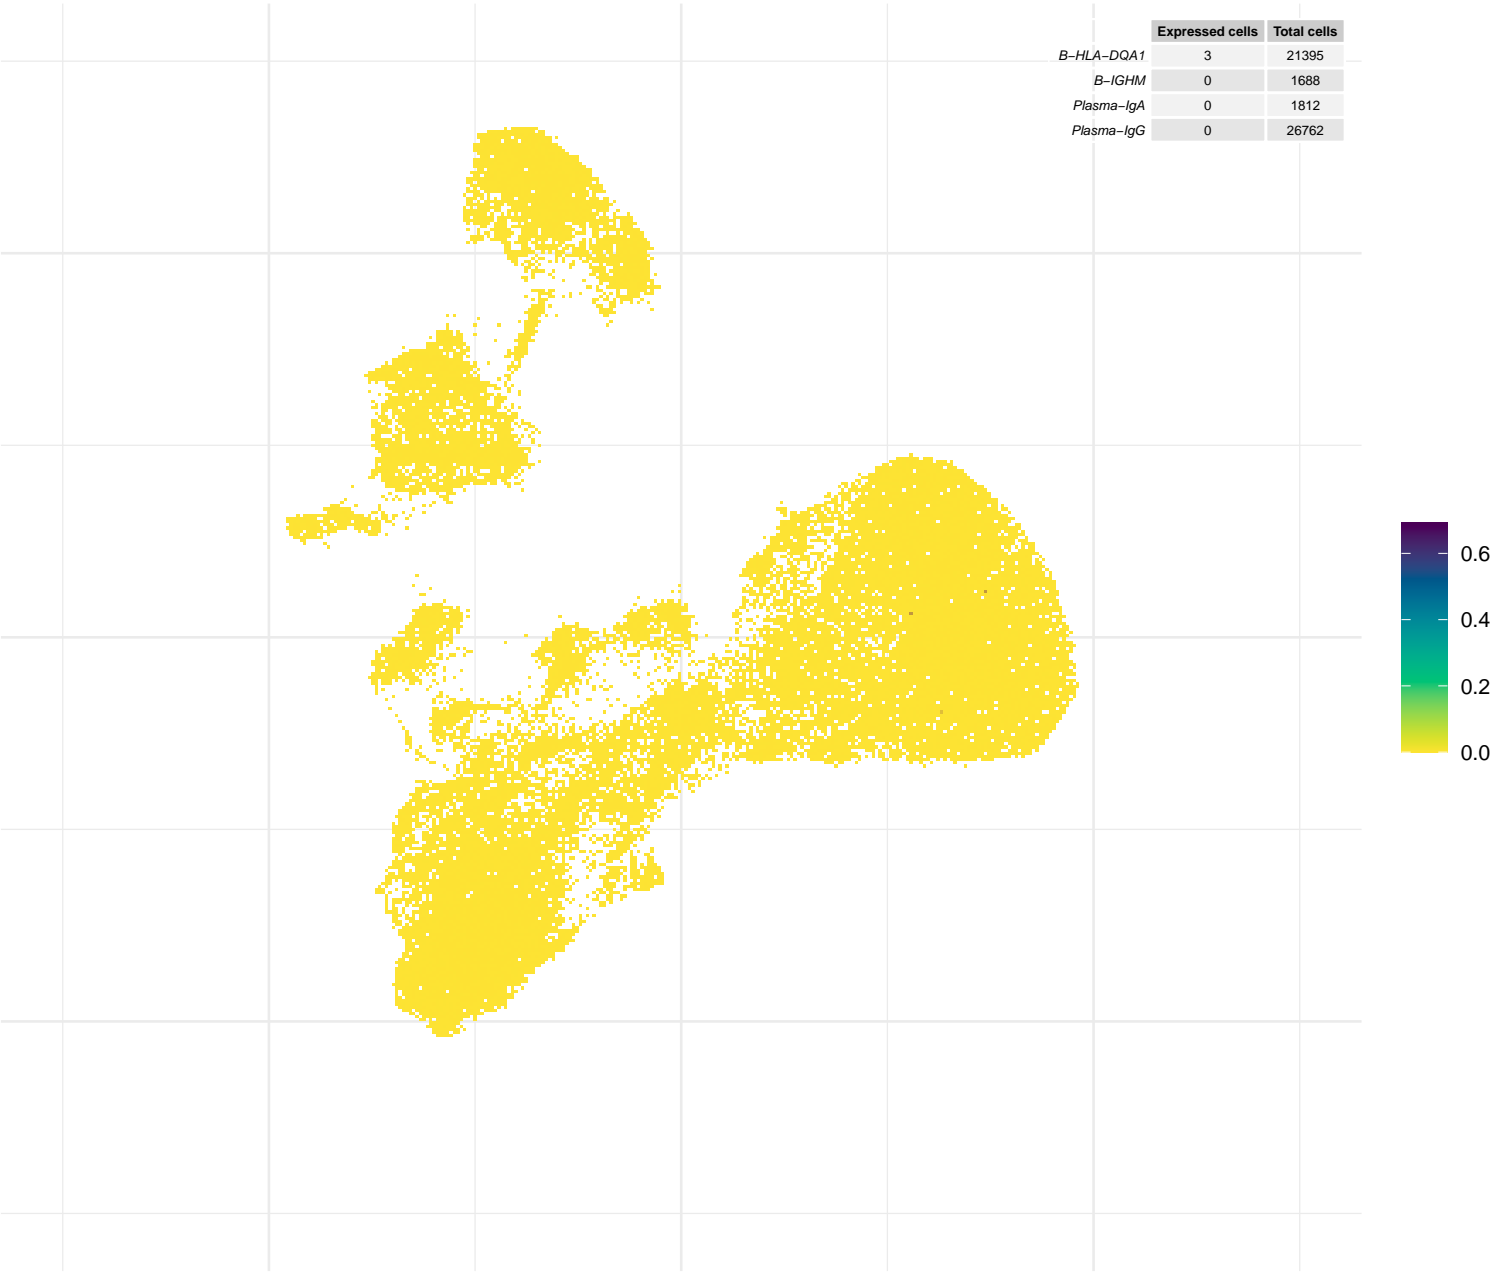 Expressed cells Total cells
B−HLA−DQA1 3 21395
B−IGHM 0 1688
Plasma−IgA 0 1812
Plasma−IgG 0 26762
0.6
0.4
0.2
0.0